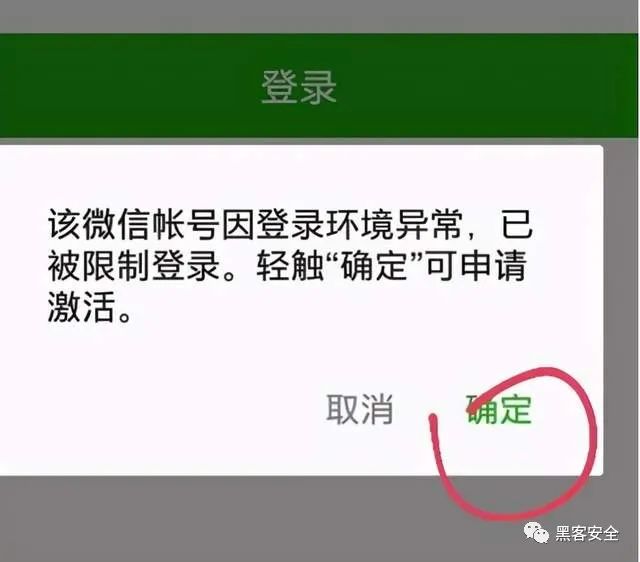 登录
该微信帐号因登录环境异常，已
被限制登录。轻触“确定”可申请
激活。
取消 确定
黑客安全